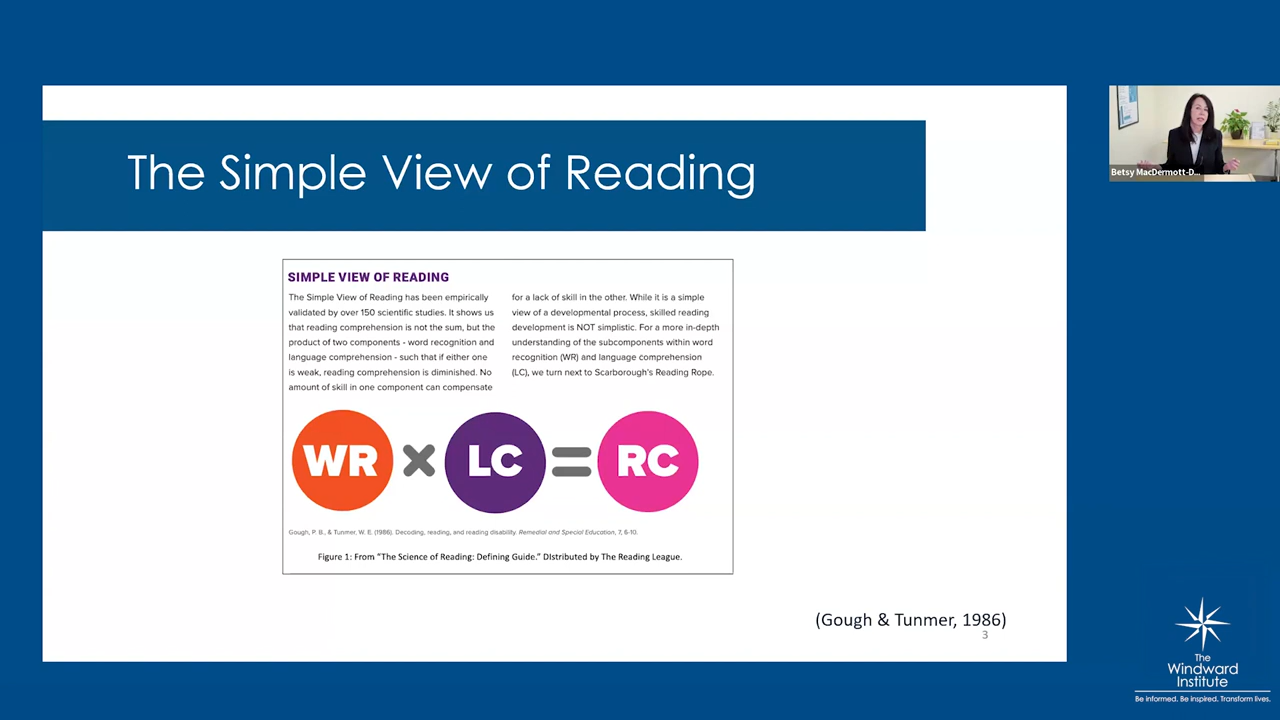 The Simple View of Reading
SIMPLE VIEW OF READING
The Simple View of Reading has been empirically
validated by over 150 scientific studies. It shows us
that reading comprehension is not the sum, but the
product of two components - word recognition and
language comprehension - such that if either one
is weak, reading comprehension is diminished. No
amount of skill in one component can compensate
for a lack of skill in the other. While it is a simple
view of a developmental process, skilled reading
development is NOT simplistic. For a more in-depth
understanding of the subcomponents within word
recognition (WR) and language comprehension
(LC), we turn next to Scarborough's Reading Rope.
WR × LC = RC
Gough, P. B., & Tunmer, W. E. (1986). Decoding, reading, and reading disability. Remedial and Special Education, 7, 6-10.
Figure 1: From “The Science of Reading: Defining Guide.” DIstributed by The Reading League.
(Gough & Tunmer, 1986)
3
Betsy MacDermott-D...
The
Windward
Institute
Be informed. Be inspired. Transform lives.